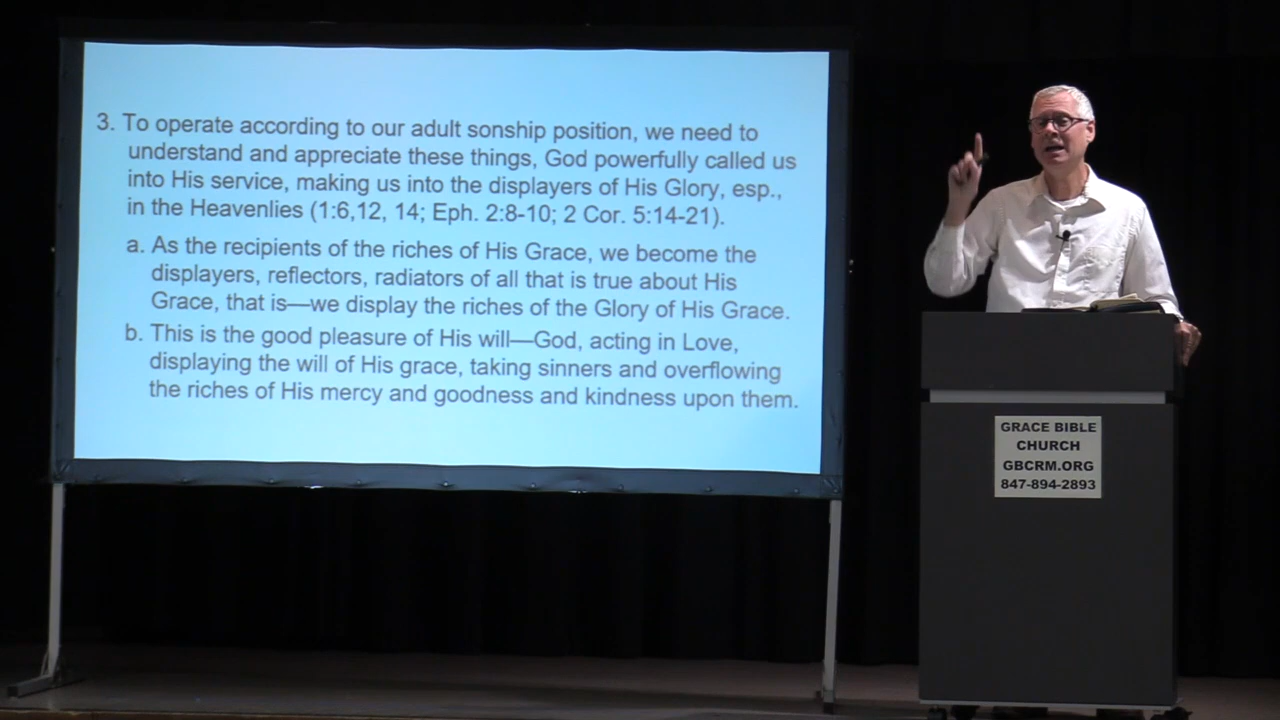 3. To operate according to our adult sonship position, we need to
understand and appreciate these things, God powerfully called us
into His service, making us into the displayers of His Glory, esp.,
in the Heavenlies (1:6,12, 14; Eph. 2:8-10; 2 Cor. 5:14-21).
a. As the recipients of the riches of His Grace, we become the
displayers, reflectors, radiators of all that is true about His
Grace, that is—we display the riches of the Glory of His Grace.
b. This is the good pleasure of His will—God, acting in Love,
displaying the will of His grace, taking sinners and overflowing
the riches of His mercy and goodness and kindness upon them.
GRACE BIBLE
CHURCH
GBCRM.ORG
847-894-2893